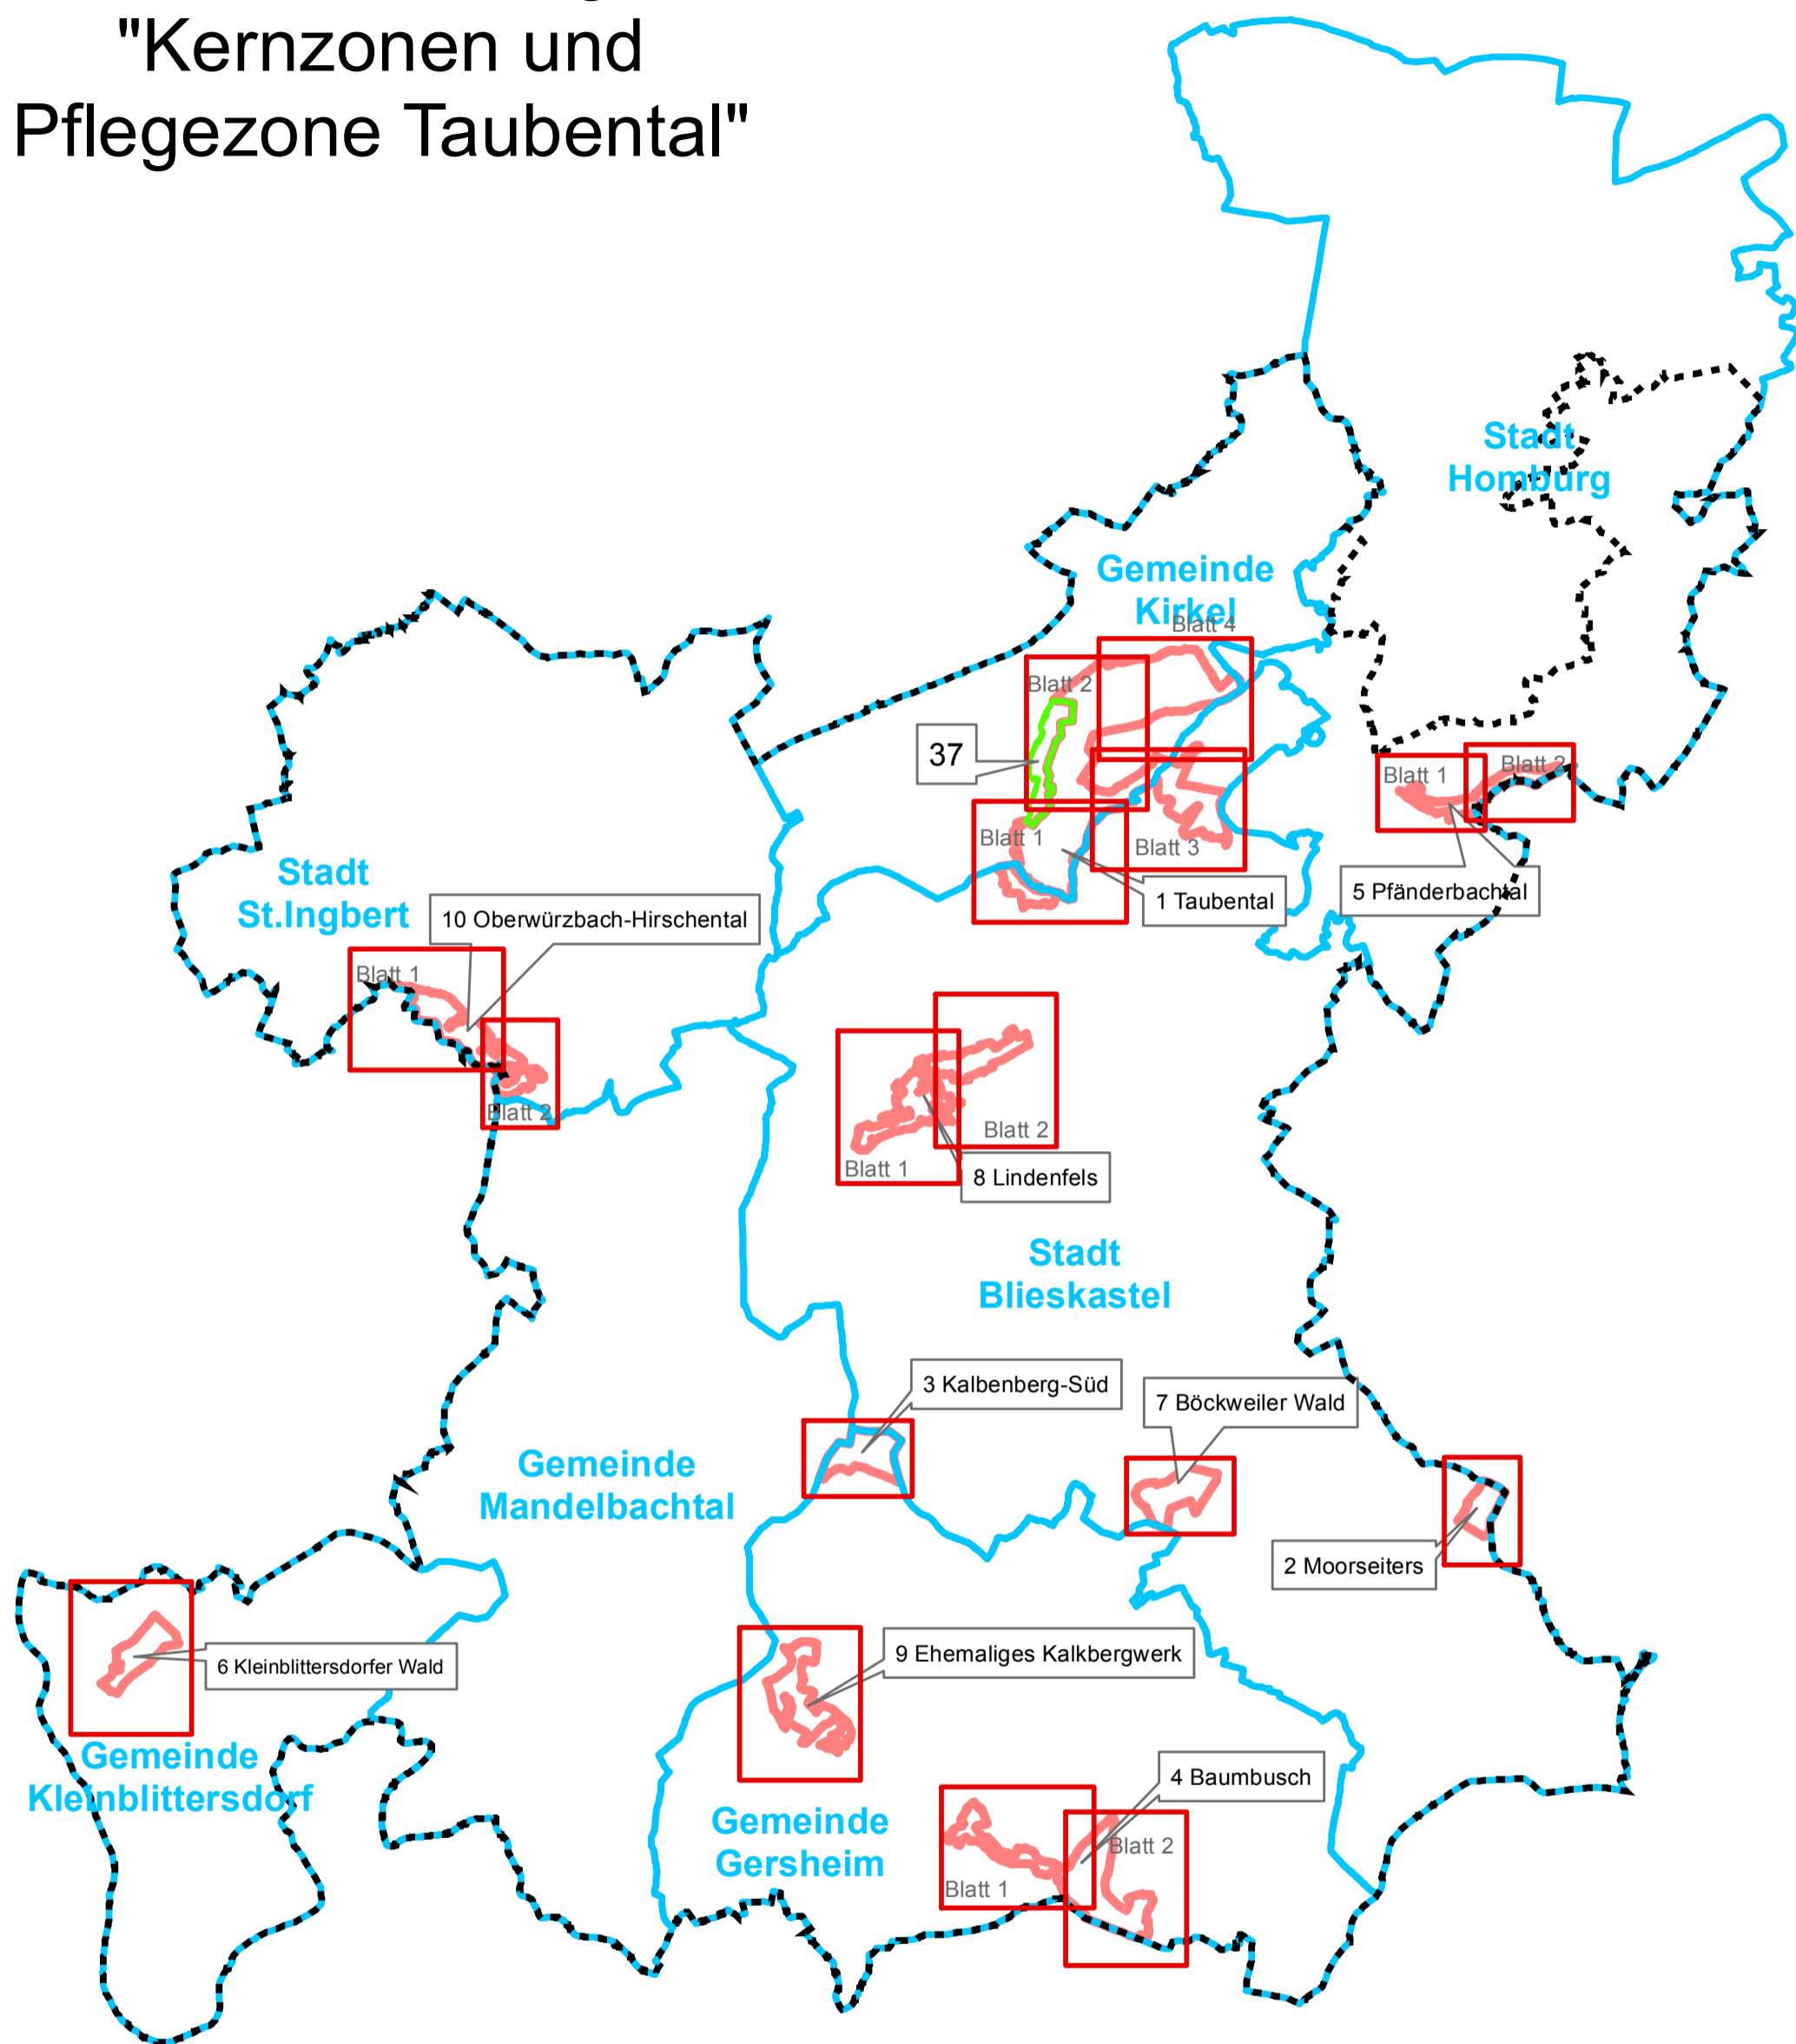 "Kernzonen und
Pflegezone Taubental"
Stadt
Homburg
Gemeinde
Kirkel
Blatt 4
Blatt 2
37
Blatt 1
Blatt 3
1 Taubental
Blatt 1
Blatt 2
5 Pfänderbachtal
Stadt
St.Ingbert
10 Oberwürzbach-Hirschental
Blatt 1
Blatt 2
Blatt 2
Blatt 1
8 Lindenfels
Stadt
Blieskastel
3 Kalbenberg-Süd
7 Böckweiler Wald
Gemeinde
Mandelbachtal
2 Moorseiters
6 Kleinblittersdorfer Wald
9 Ehemaliges Kalkbergwerk
Gemeinde
Kleinblittersdorf
4 Baumbusch
Gemeinde
Gersheim
Blatt 2
Blatt 1